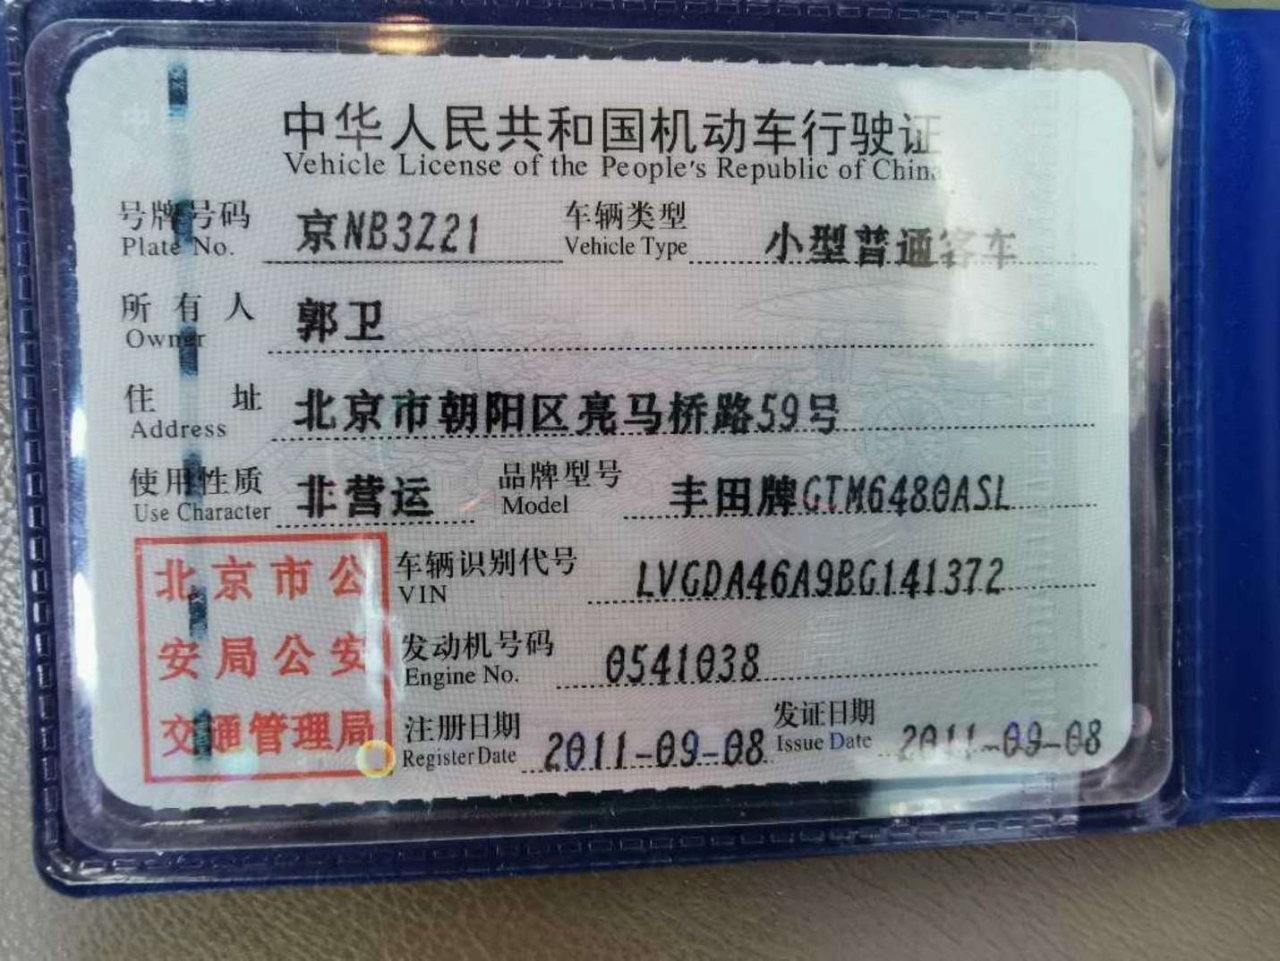 中华人民共和国机动车行驶证
Vehicle License of the People's Republic of China
号牌号码 京NB3Z21 车辆类型 小型普通客车
Plate No. Vehicle Type
所有人 郭卫
Owner
住址 北京市朝阳区亮马桥路59号
Address
使用性质 非营运 品牌型号 丰田牌GTM6480ASL
Use Character Model
北京市公
安局公安
交通管理局
车辆识别代号 LVGDA46A9BG141372
VIN
发动机号码 0541038
Engine No.
注册日期 2011-09-08 发证日期 2011-09-08
Register Date Issue Date